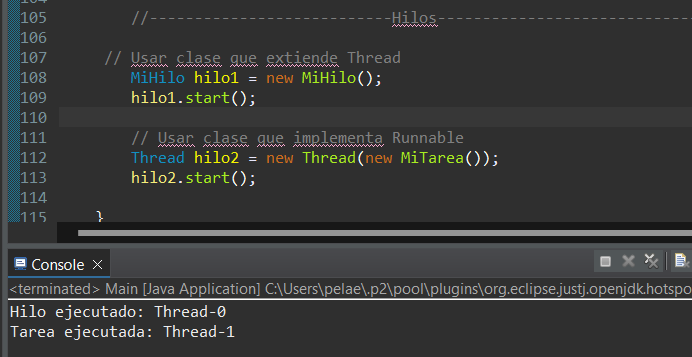 105 //---------------------------Hilos----------------------------
106
107 // Usar clase que extiende Thread
108 MiHilo hilo1 = new MiHilo();
109 hilo1.start();
110
111 // Usar clase que implementa Runnable
112 Thread hilo2 = new Thread(new MiTarea());
113 hilo2.start();
114
115 }
Console
<terminated> Main [Java Application] C:\Users\pelae\.p2\pool\plugins\org.eclipse.justj.openjdk.hotspo
Hilo ejecutado: Thread-0
Tarea ejecutada: Thread-1